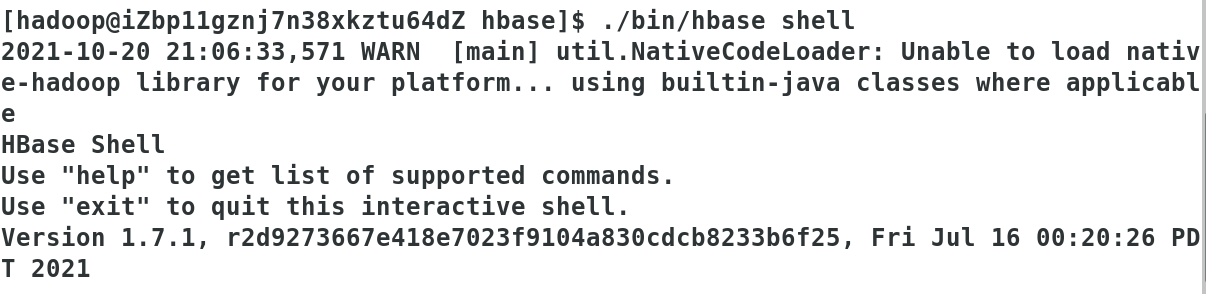 [hadoop@iZbp11gznj7n38xkztu64dZ hbase]$ ./bin/hbase shell
2021-10-20 21:06:33,571 WARN  [main] util.NativeCodeLoader: Unable to load nativ
e-hadoop library for your platform... using builtin-java classes where applicabl
e
HBase Shell
Use "help" to get list of supported commands.
Use "exit" to quit this interactive shell.
Version 1.7.1, r2d9273667e418e7023f9104a830cdcb8233b6f25, Fri Jul 16 00:20:26 PD
T 2021